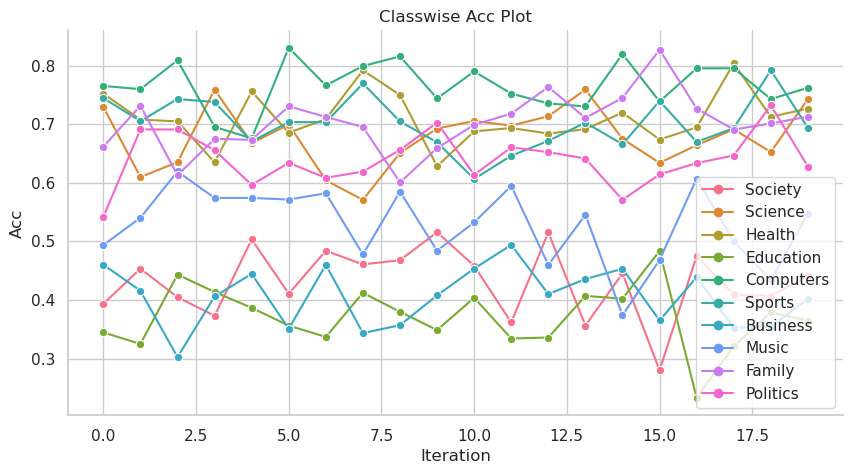 Classwise Acc Plot
Acc
0.8
0.7
0.6
0.5
0.4
0.3
Society
Science
Health
Education
Computers
Sports
Business
Music
Family
Politics
0.0 2.5 5.0 7.5 10.0 12.5 15.0 17.5
Iteration